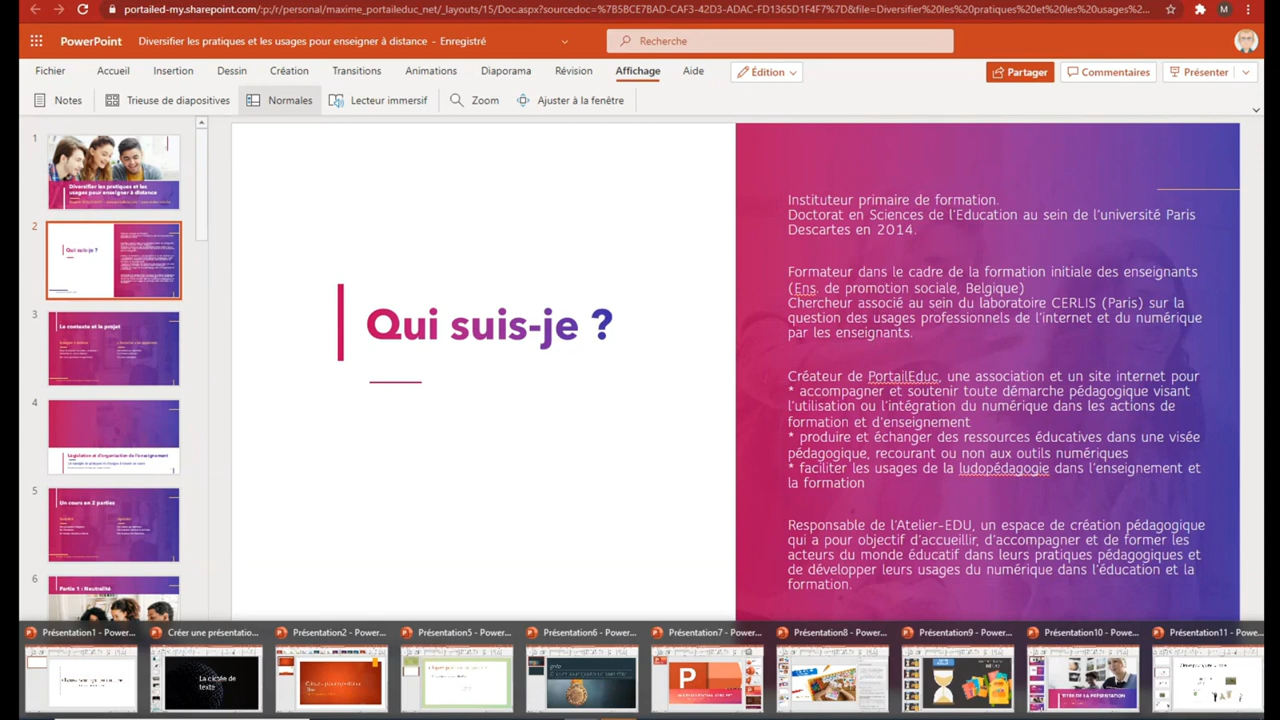 portailed-my.sharepoint.com/:p:/r/personal/maxime_portaileduc_net/_layouts/15/Doc.aspx?sourcedoc=%7B5BCE7BAD-CAF3-42D3-ADAC-FD1365D1F4F7%7D&file=Diversifier%20les%20pratiques%20et%20les%20usages%2...
M
PowerPoint
Diversifier les pratiques et les usages pour enseigner à distance - Enregistré
Recherche
Fichier Accueil Insertion Dessin Création Transitions Animations Diaporama Révision Affichage Aide Édition Partager Commentaires Présenter
Notes Trieuse de diapositives Normales Lecteur immersif Zoom Ajuster à la fenêtre
1
Diversifier les pratiques et les
usages pour enseigner à distance
2
Qui suis-je ?
3
Le contexte et le projet
4
Législation et d'organisation de l'enseignement
5
Un cours en 2 parties
6
Partie 1 : Neutralité
Qui suis-je ?
Instituteur primaire de formation.
Doctorat en Sciences de l'Education au sein de l'université Paris
Descartes en 2014.
Formateur dans le cadre de la formation initiale des enseignants
(Ens. de promotion sociale, Belgique)
Chercheur associé au sein du laboratoire CERLIS (Paris) sur la
question des usages professionnels de l'internet et du numérique
par les enseignants.
Créateur de PortailEduc, une association et un site internet pour
* accompagner et soutenir toute démarche pédagogique visant
l'utilisation ou l'intégration du numérique dans les actions de
formation et d'enseignement
* produire et échanger des ressources éducatives dans une visée
pédagogique, recourant ou non aux outils numériques
* faciliter les usages de la ludopédagogie dans l'enseignement et
la formation
Responsable de l'Atelier-EDU, un espace de création pédagogique
qui a pour objectif d'accueillir, d'accompagner et de former les
acteurs du monde éducatif dans leurs pratiques pédagogiques et
de développer leurs usages du numérique dans l'éducation et la
formation.
Présentation1 - Power... Créer une présentatio... Présentation2 - Power... Présentation5 - Power... Présentation6 - Power... Présentation7 - Power... Présentation8 - Power... Présentation9 - Power... Présentation10 - Powe... Présentation11 - Powe...
La cicatre de
texte
P
TITRE DE LA PRÉSENTATION